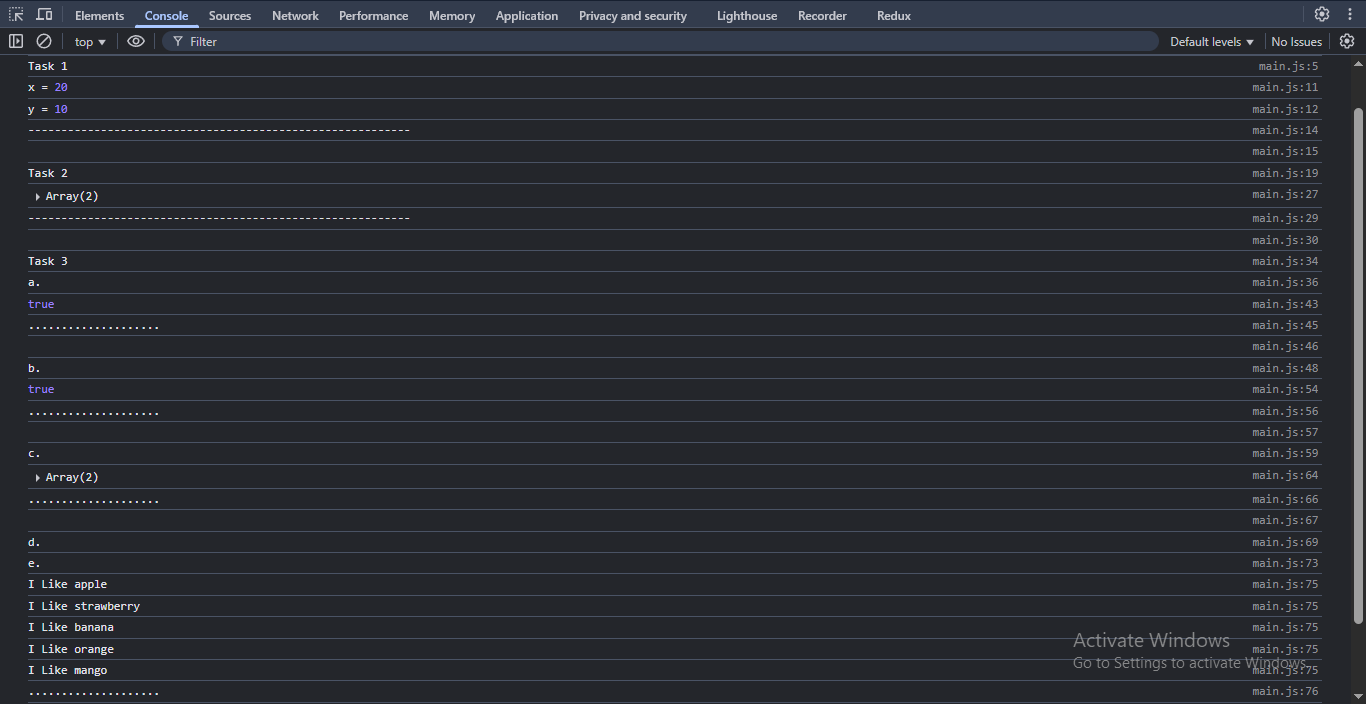 Elements Console Sources Network Performance Memory Application Privacy and security Lighthouse Recorder Redux
top Filter Default levels No Issues
Task 1 main.js:5
x = 20 main.js:11
y = 10 main.js:12
---------------------------------------------------------- main.js:14
main.js:15
Task 2 main.js:19
Array(2) main.js:27
---------------------------------------------------------- main.js:29
main.js:30
Task 3 main.js:34
a. main.js:36
true main.js:43
.................... main.js:45
main.js:46
b. main.js:48
true main.js:54
.................... main.js:56
main.js:57
c. main.js:59
Array(2) main.js:64
.................... main.js:66
main.js:67
d. main.js:69
e. main.js:73
I Like apple main.js:75
I Like strawberry main.js:75
I Like banana main.js:75
I Like orange main.js:75
I Like mango main.js:75
.................... main.js:76
Activate Windows
Go to Settings to activate Windows.